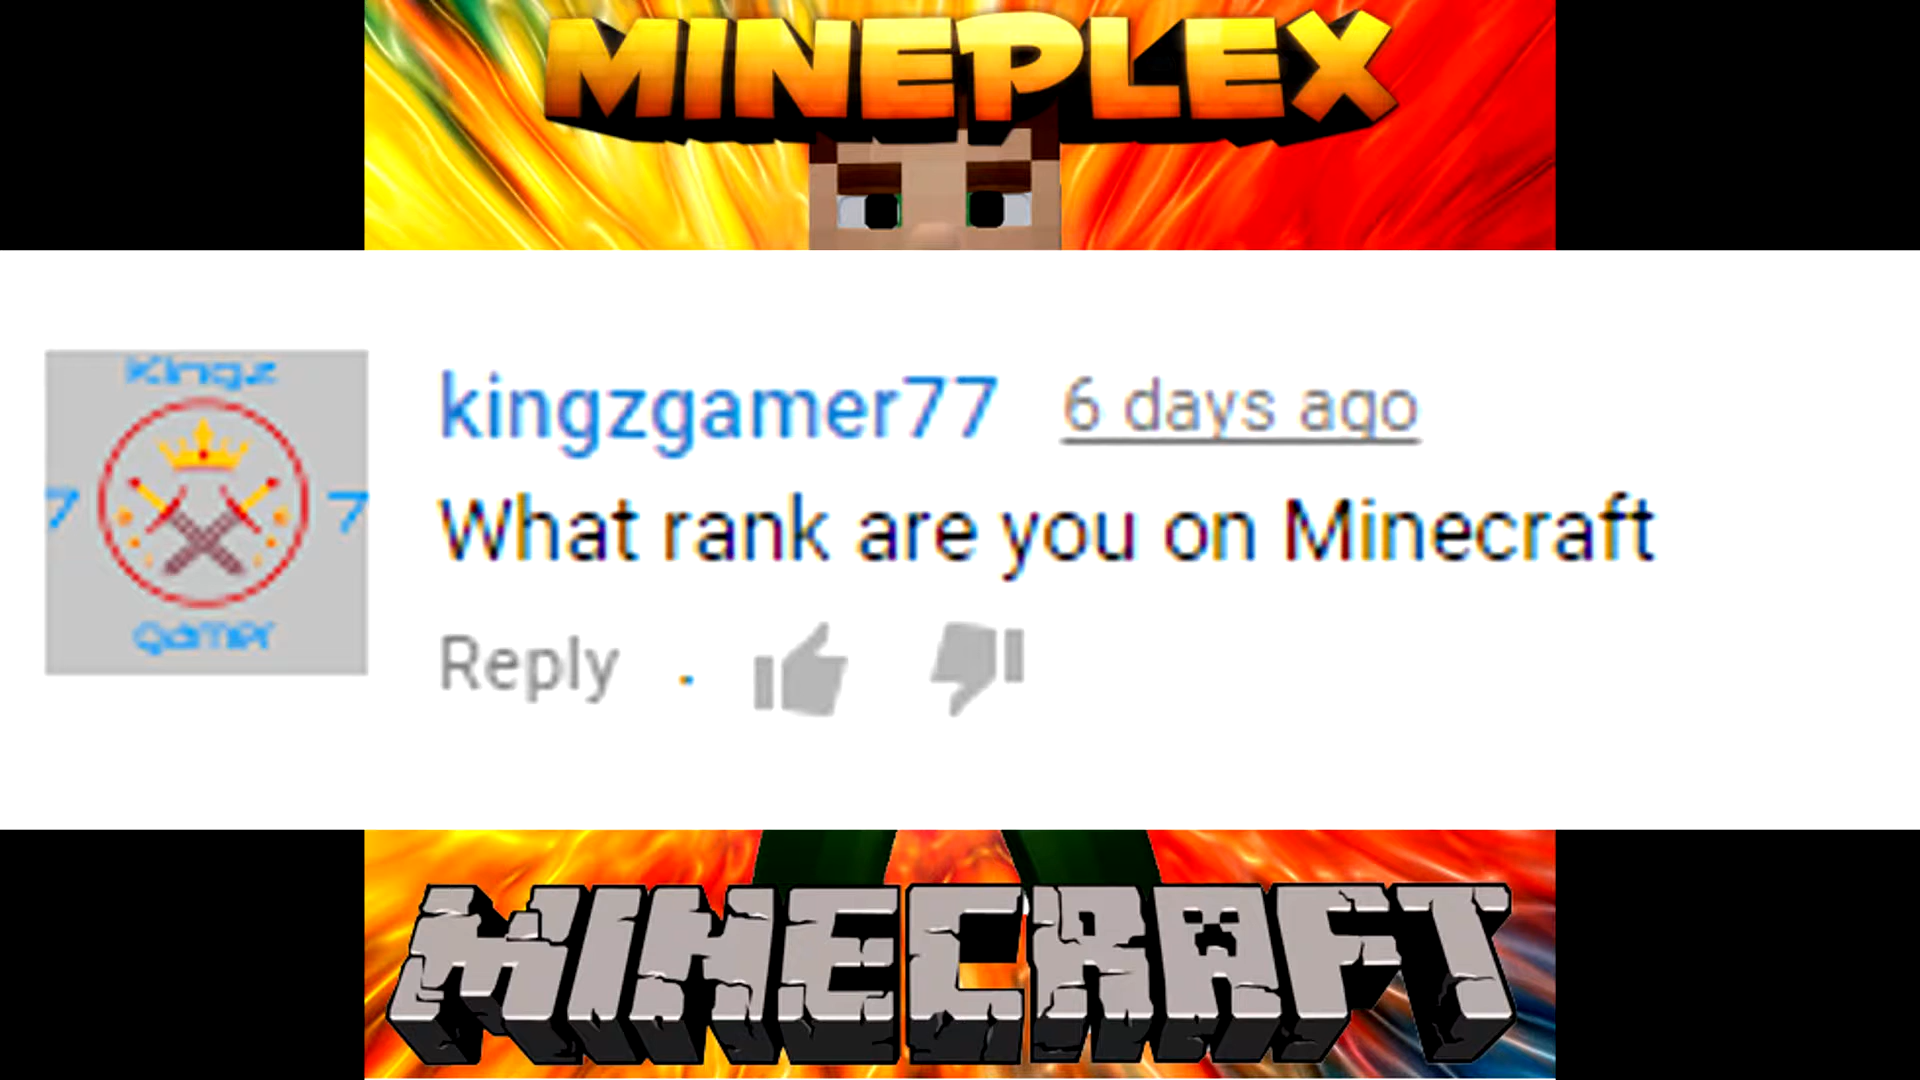 MINEPLEX
Kingz
7 7
gamer
kingzgamer77 6 days ago
What rank are you on Minecraft
Reply
MINECRAFT